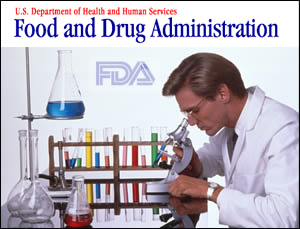 U.S. Department of Health and Human Services
Food and Drug Administration
FDA